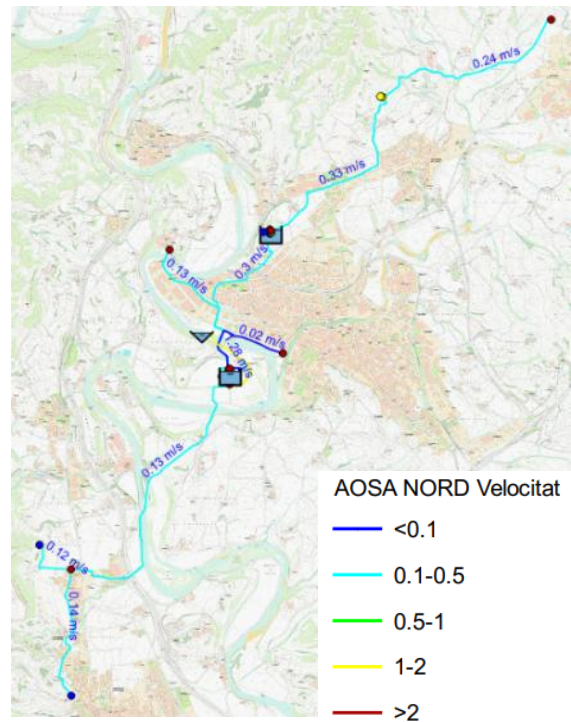 0.24 m/s
0.33 m/s
0.3 m/s
0.13 m/s
0.02 m/s
.28 m/s
0.13 m/s
0.12 m/s
0.14 m/s
AOSA NORD Velocitat
<0.1
0.1-0.5
0.5-1
1-2
>2